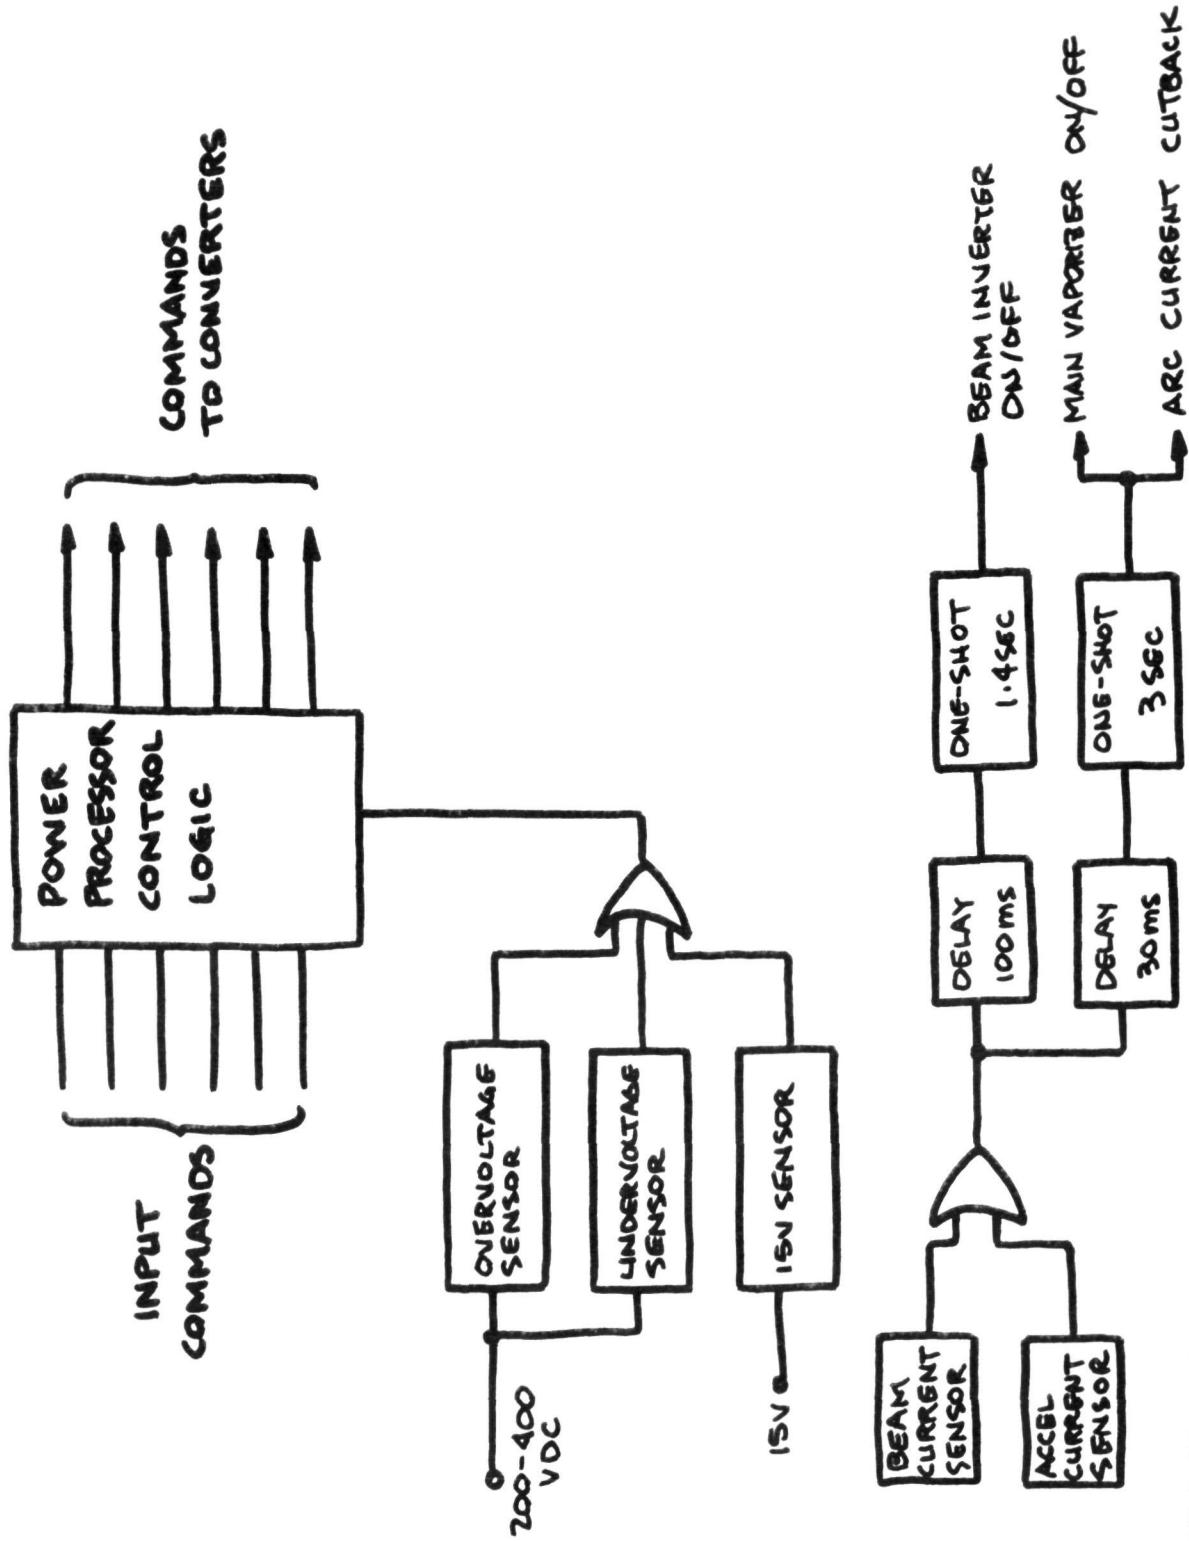 INPUT
COMMANDS
POWER
PROCESSOR
CONTROL
LOGIC
COMMANDS
TO CONVERTERS
200-400
VDC
OVERVOLTAGE
SENSOR
UNDERVOLTAGE
SENSOR
15V
15V SENSOR
BEAM
CURRENT
SENSOR
ACCEL
CURRENT
SENSOR
DELAY
100ms
ONE-SHOT
1.4SEC
BEAM INVERTER
ON/OFF
DELAY
30ms
ONE-SHOT
3 SEC
MAIN VAPORIZER ON/OFF
ARC CURRENT CUTBACK